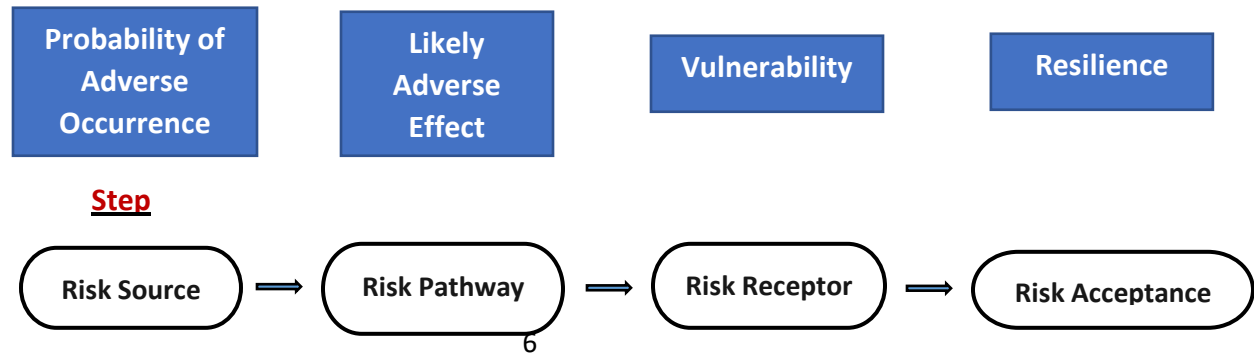 Probability of
Adverse
Occurrence
Likely
Adverse
Effect
Vulnerability
Resilience
Step
Risk Source
Risk Pathway
Risk Receptor
Risk Acceptance
6